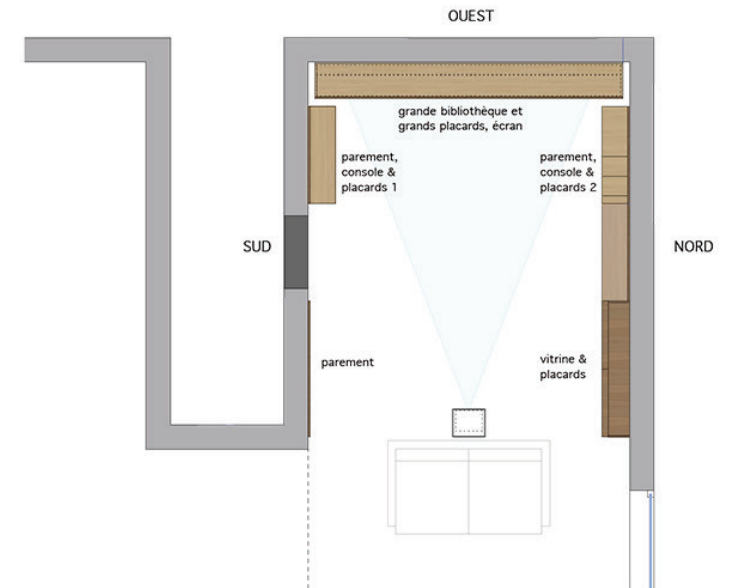 OUEST
grande bibliothèque et
grands placards, écran
parement,
console &
placards 1
parement,
console &
placards 2
SUD
NORD
parement
vitrine &
placards